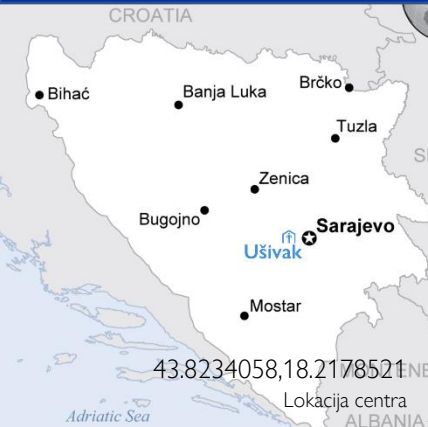 CROATIA
Brčko
Banja Luka
Bihać
Tuzla
Zenica
Bugojno
Sarajevo
Ušivak
Mostar
43.8234058,18.2178521
Lokacija centra
Adriatic Sea
ALBANIA